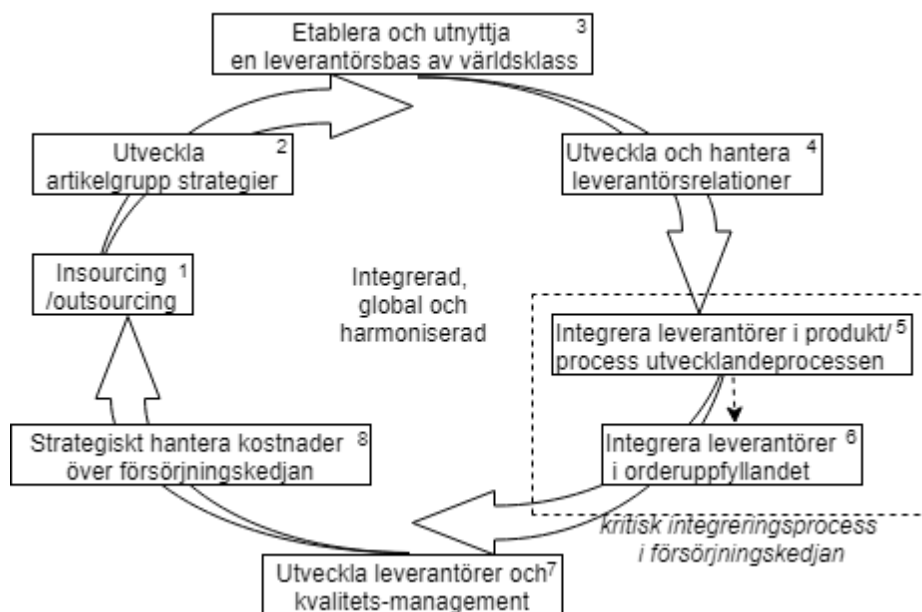 Etablera och utnyttja 3
en leverantörsbas av världsklass
Utveckla 2
artikelgrupp strategier
Utveckla och hantera 4
leverantörsrelationer
Insourcing 1
/outsourcing
Integrerad,
global och
harmoniserad
Integrera leverantörer i produkt/ 5
process utvecklandeprocessen
Strategiskt hantera kostnader 8
över försörjningskedjan
Integrera leverantörer 6
i orderuppfyllandet
kritisk integreringsprocess
i försörjningskedjan
Utveckla leverantörer och 7
kvalitets-management